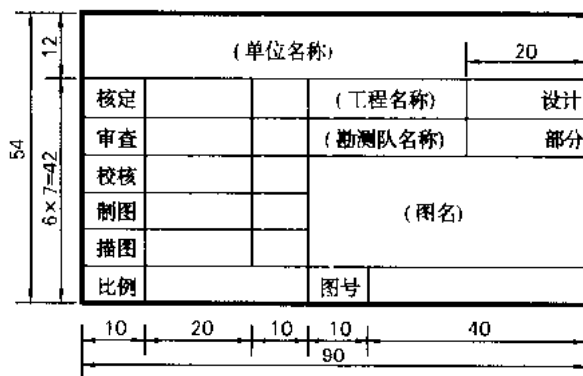 (单位名称)
20
12
核定
(工程名称)
设计
审查
(勘测队名称)
部分
54
6×7=42
校核
制图
(图名)
描图
比例
图号
10
20
10
10
40
90